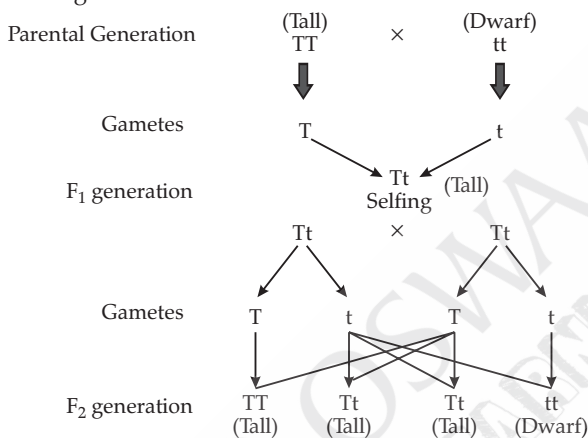 Parental Generation (Tall) TT × (Dwarf) tt
Gametes T t
F₁ generation Tt (Tall)
Selfing
Tt × Tt
Gametes T t T t
F₂ generation TT Tt Tt tt
(Tall) (Tall) (Tall) (Dwarf)
OSWAA